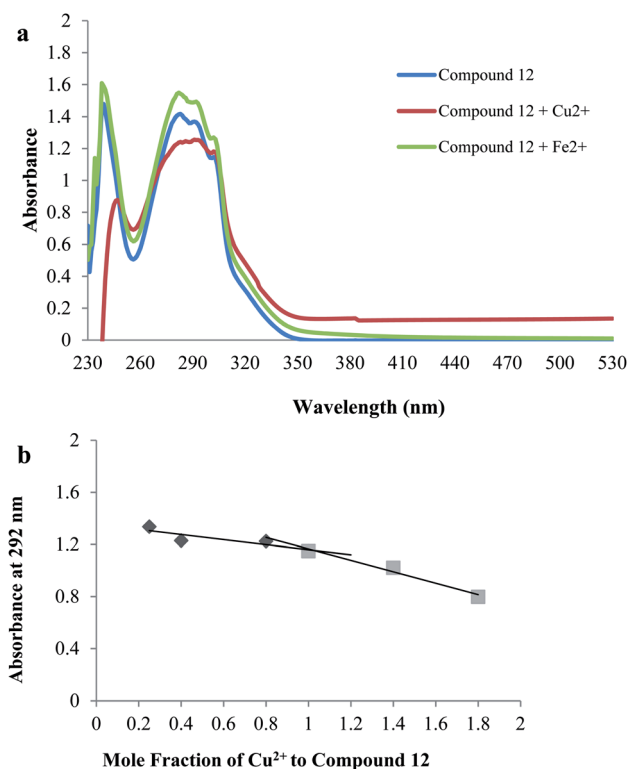 a
2
1.8
1.6
1.4
1.2
1
0.8
0.6
0.4
0.2
0
Absorbance
Compound 12
Compound 12 + Cu2+
Compound 12 + Fe2+
230 260 290 320 350 380 410 440 470 500 530
Wavelength (nm)
b
2
1.6
1.2
0.8
0.4
0
Absorbance at 292 nm
0 0.2 0.4 0.6 0.8 1 1.2 1.4 1.6 1.8 2
Mole Fraction of Cu²⁺ to Compound 12